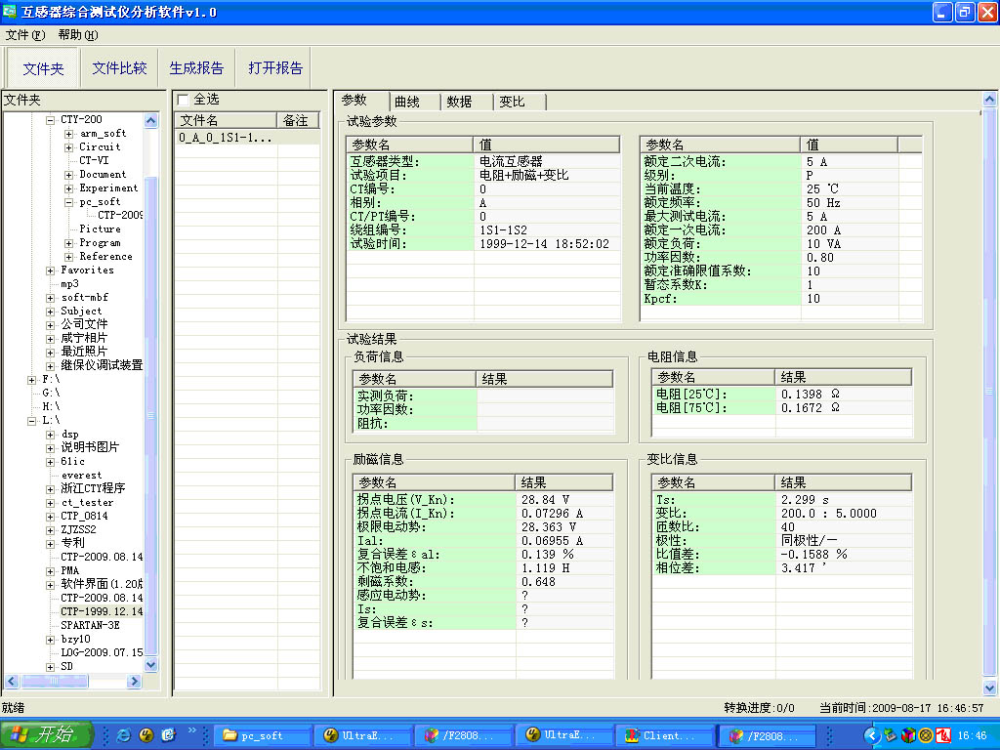 互感器综合测试仪分析软件v1.0
文件(F) 帮助(H)
文件夹 文件比较 生成报告 打开报告
文件夹
CTY-200
arm_soft
Circuit
CT-VI
Document
Experiment
pc_soft
CTP-2009
Picture
Program
Reference
Favorites
mp3
soft-mbf
Subject
公司文件
咸宁相片
最近照片
继保仪调试装置
F:\
G:\
H:\
L:\
dsp
说明书图片
61ic
everest
浙江CTY程序
ct_tester
CTP_0814
ZJZSS2
专利
CTP-2009.08.14
PMA
软件界面(1.20版
CTP-2009.08.14
CTP-1999.12.14
SPARTAN-3E
bzy10
LOG-2009.07.15
SD
全选
文件名 备注
0_A_0_1S1-1...
参数 曲线 数据 变比
试验参数
参数名 值
互感器类型: 电流互感器
试验项目: 电阻+励磁+变比
CT编号: 0
相别: A
CT/PT编号: 0
绕组编号: 1S1-1S2
试验时间: 1999-12-14 18:52:02
参数名 值
额定二次电流: 5 A
级别: P
当前温度: 25 ℃
额定频率: 50 Hz
最大测试电流: 5 A
额定一次电流: 200 A
额定负荷: 10 VA
功率因数: 0.80
额定准确限值系数: 10
暂态系数K: 1
Kpcf: 10
试验结果
负荷信息
参数名 结果
实测负荷:
功率因数:
阻抗:
电阻信息
参数名 结果
电阻[25℃]: 0.1398 Ω
电阻[75℃]: 0.1672 Ω
励磁信息
参数名 结果
拐点电压(V_Kn): 28.84 V
拐点电流(I_Kn): 0.07296 A
极限电动势: 28.363 V
Ial: 0.06955 A
复合误差εal: 0.139 %
不饱和电感: 1.119 H
剩磁系数: 0.648
感应电动势: ?
Is: ?
复合误差εs: ?
变比信息
参数名 结果
Ts: 2.299 s
变比: 200.0 : 5.0000
匝数比: 40
极性: 同极性/一
比值差: -0.1588 %
相位差: 3.417 '
就绪 转换进度:0/0 当前时间:2009-08-17 16:46:57
开始 » pc_soft UltraE... /F2808... UltraE... Client... /F2808... 16:46